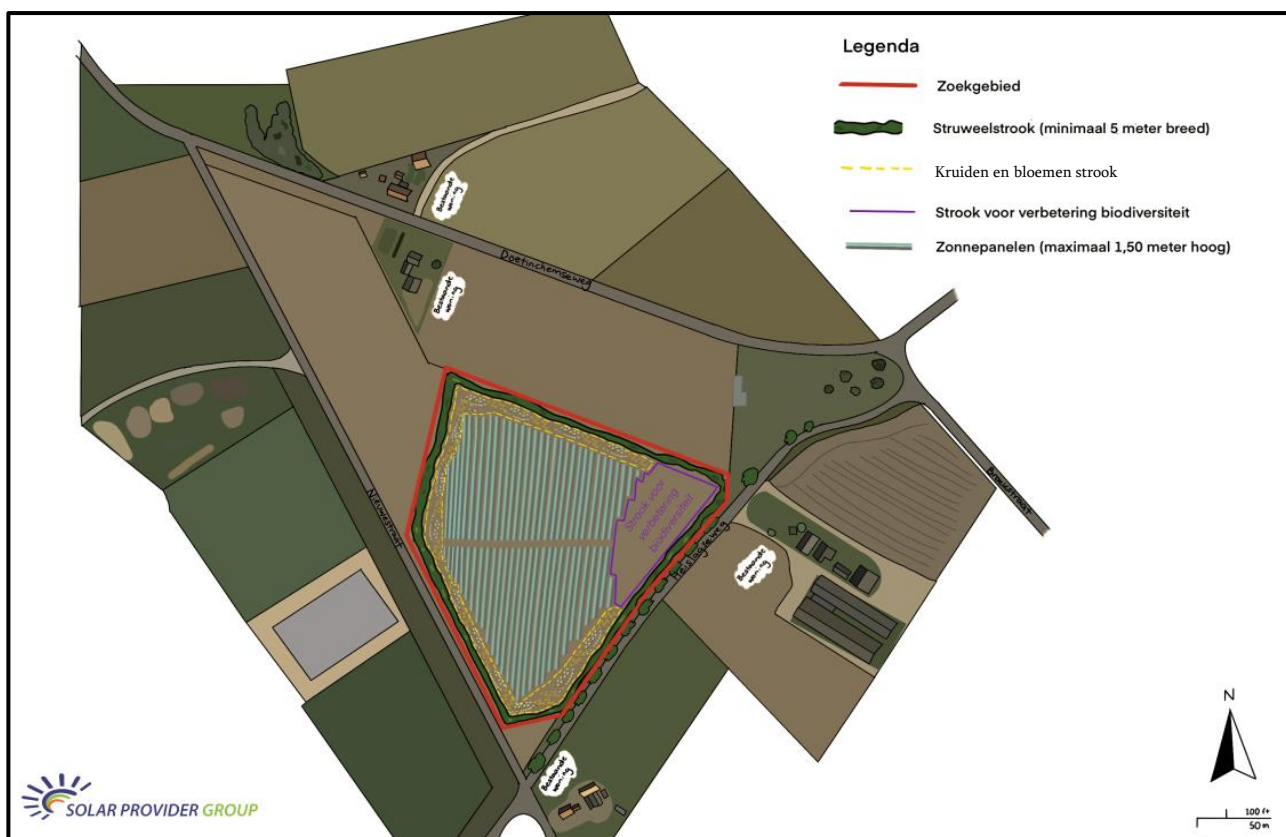 Legenda
Zoekgebied
Struweelstrook (minimaal 5 meter breed)
Kruiden en bloemen strook
Strook voor verbetering biodiversiteit
Zonnepanelen (maximaal 1,50 meter hoog)
Bestaande
woning
Bestaande
woning
Doetinchemseweg
Nieuwestraat
Strook voor
verbetering
biodiversiteit
Heislagseweg
Broekstraat
Bestaande
woning
Bestaande
woning
N
100 ft
50 m
SOLAR PROVIDER GROUP